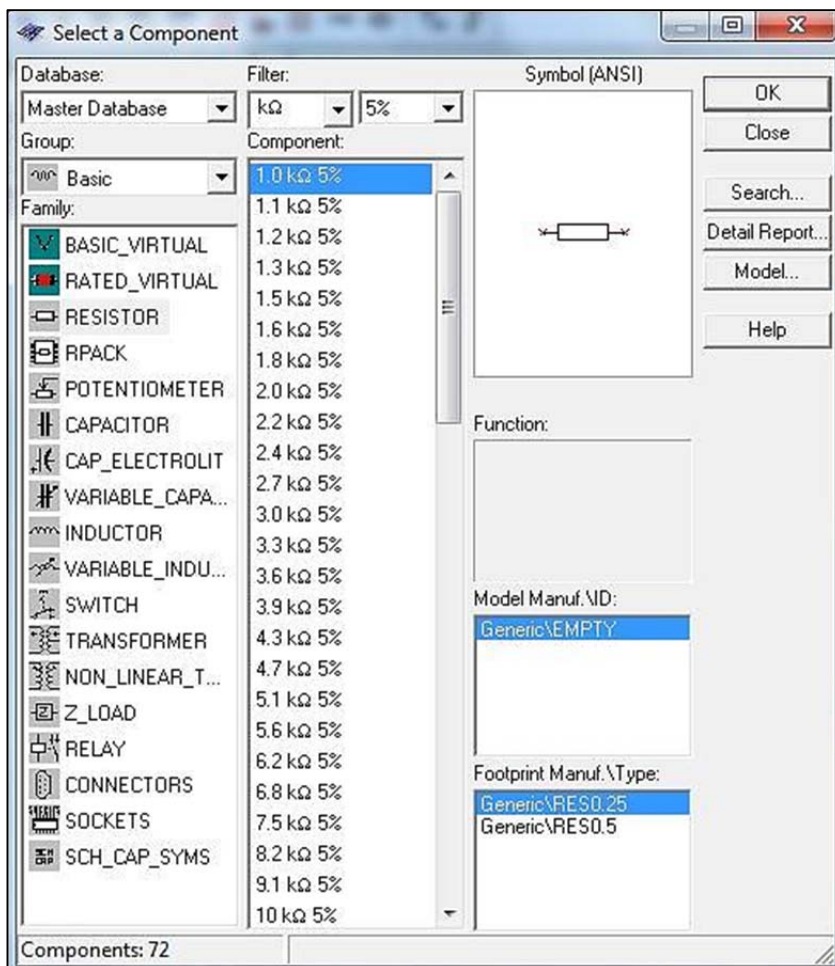 Select a Component
Database:
Master Database
Group:
Basic
Family:
BASIC_VIRTUAL
RATED_VIRTUAL
RESISTOR
RPACK
POTENTIOMETER
CAPACITOR
CAP_ELECTROLIT
VARIABLE_CAPA...
INDUCTOR
VARIABLE_INDU...
SWITCH
TRANSFORMER
NON_LINEAR_T...
Z_LOAD
RELAY
CONNECTORS
SOCKETS
SCH_CAP_SYMS
Filter:
kΩ 5%
Component:
1.0 kΩ 5%
1.1 kΩ 5%
1.2 kΩ 5%
1.3 kΩ 5%
1.5 kΩ 5%
1.6 kΩ 5%
1.8 kΩ 5%
2.0 kΩ 5%
2.2 kΩ 5%
2.4 kΩ 5%
2.7 kΩ 5%
3.0 kΩ 5%
3.3 kΩ 5%
3.6 kΩ 5%
3.9 kΩ 5%
4.3 kΩ 5%
4.7 kΩ 5%
5.1 kΩ 5%
5.6 kΩ 5%
6.2 kΩ 5%
6.8 kΩ 5%
7.5 kΩ 5%
8.2 kΩ 5%
9.1 kΩ 5%
10 kΩ 5%
Symbol (ANSI)
Function:
Model Manuf.\ID:
Generic\EMPTY
Footprint Manuf.\Type:
Generic\RES0.25
Generic\RES0.5
OK
Close
Search...
Detail Report...
Model...
Help
Components: 72